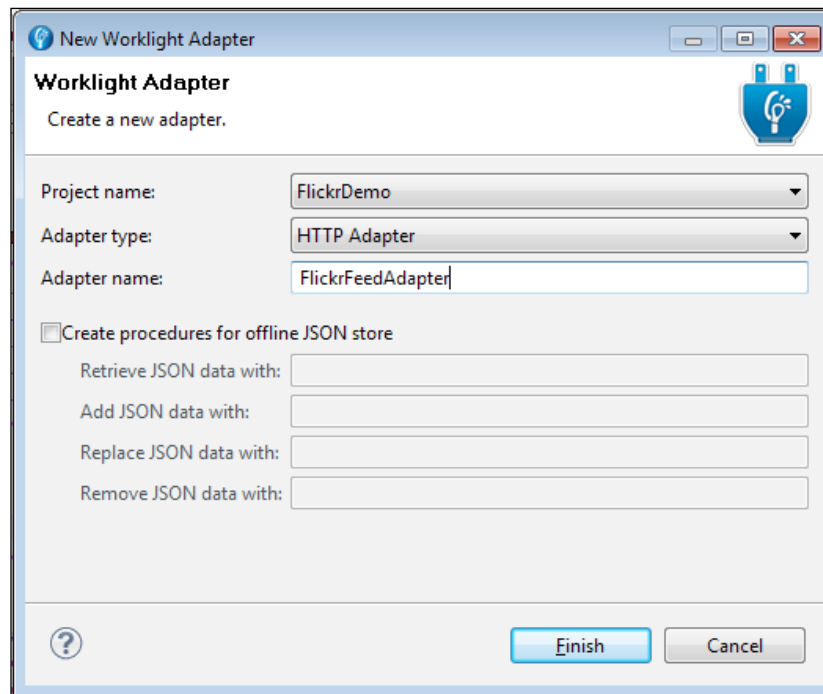 New Worklight Adapter
Worklight Adapter
Create a new adapter.
Project name: FlickrDemo
Adapter type: HTTP Adapter
Adapter name: FlickrFeedAdapter
Create procedures for offline JSON store
Retrieve JSON data with:
Add JSON data with:
Replace JSON data with:
Remove JSON data with:
? Finish Cancel